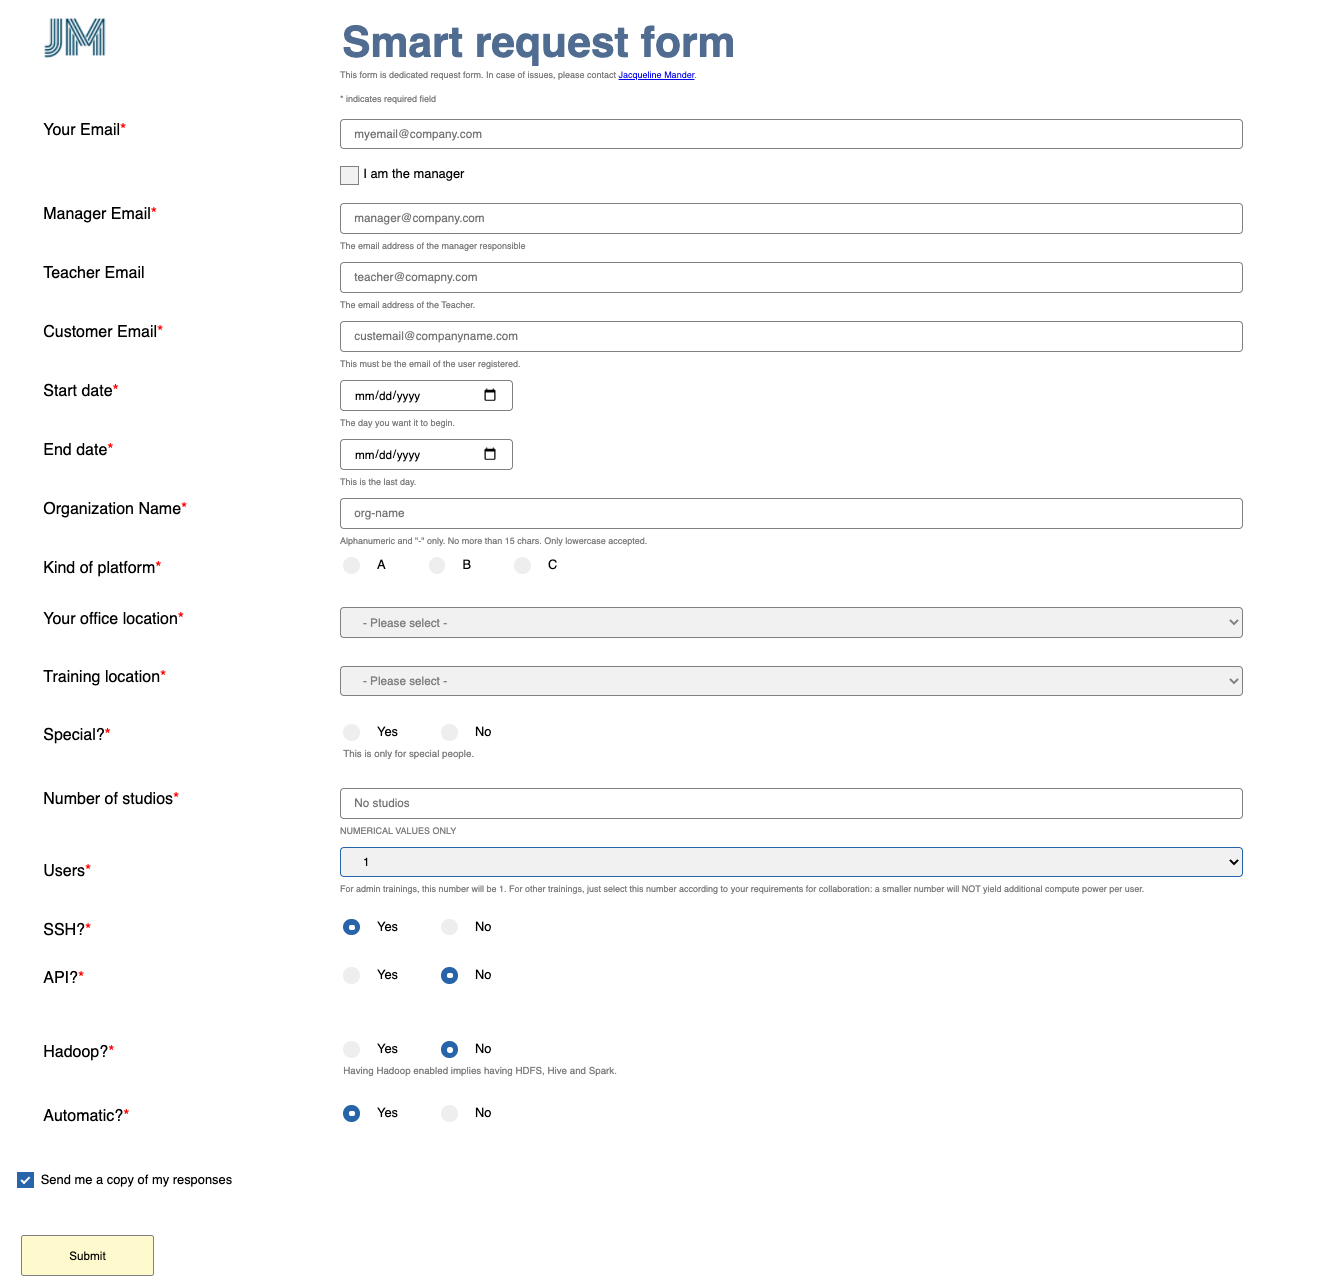 JM
Smart request form
This form is dedicated request form. In case of issues, please contact Jacqueline Mander.
* indicates required field
Your Email*
myemail@company.com
I am the manager
Manager Email*
manager@company.com
The email address of the manager responsible
Teacher Email
teacher@comapny.com
The email address of the Teacher.
Customer Email*
custemail@companyname.com
This must be the email of the user registered.
Start date*
mm/dd/yyyy
The day you want it to begin.
End date*
mm/dd/yyyy
This is the last day.
Organization Name*
org-name
Alphanumeric and "-" only. No more than 15 chars. Only lowercase accepted.
Kind of platform*
A B C
Your office location*
- Please select -
Training location*
- Please select -
Special?*
Yes No
This is only for special people.
Number of studios*
No studios
NUMERICAL VALUES ONLY
Users*
1
For admin trainings, this number will be 1. For other trainings, just select this number according to your requirements for collaboration: a smaller number will NOT yield additional compute power per user.
SSH?*
Yes No
API?*
Yes No
Hadoop?*
Yes No
Having Hadoop enabled implies having HDFS, Hive and Spark.
Automatic?*
Yes No
Send me a copy of my responses
Submit